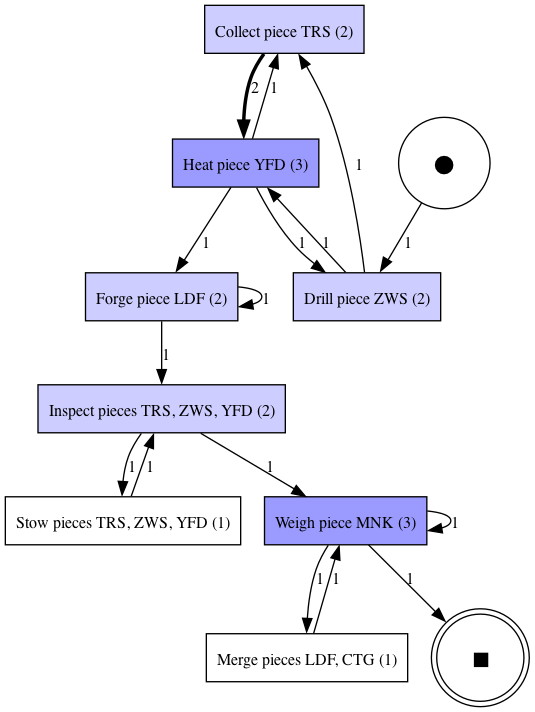 Collect piece TRS (2)
2
1
Heat piece YFD (3)
1
1
1
1
1
Forge piece LDF (2)
1
Drill piece ZWS (2)
1
Inspect pieces TRS, ZWS, YFD (2)
1
1
1
Stow pieces TRS, ZWS, YFD (1)
Weigh piece MNK (3)
1
1
1
1
Merge pieces LDF, CTG (1)